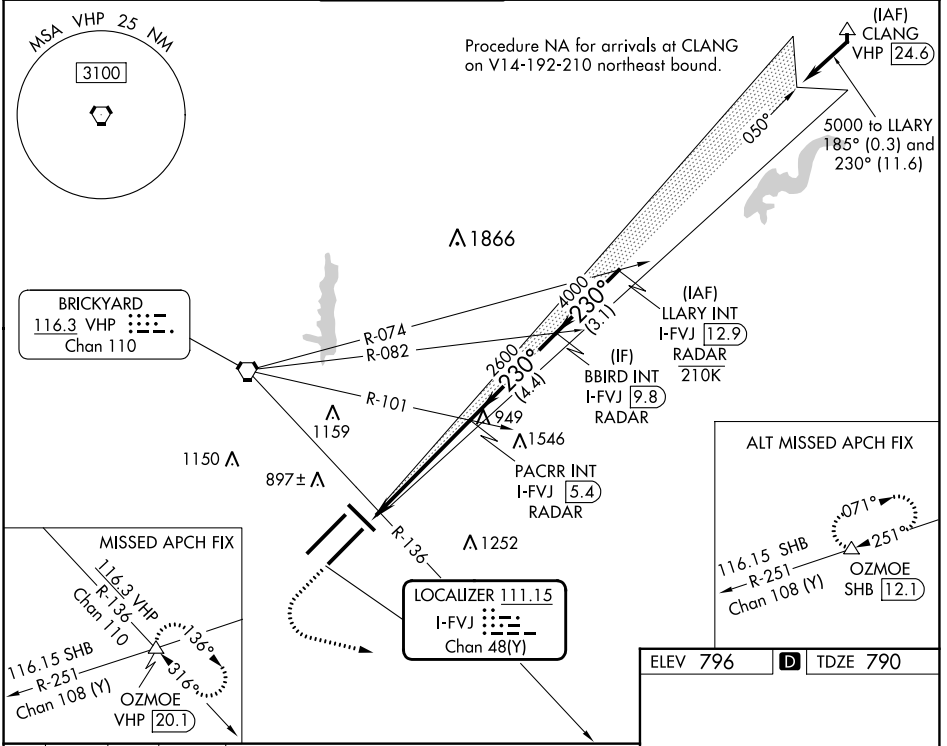 MSA VHP 25 NM
3100
Procedure NA for arrivals at CLANG
on V14-192-210 northeast bound.
(IAF)
CLANG
VHP 24.6
050°
5000 to LLARY
185° (0.3) and
230° (11.6)
1866
BRICKYARD
116.3 VHP
Chan 110
R-074
R-082
R-101
4000
230°
(3.1)
2600
230°
(4.4)
(IAF)
LLARY INT
I-FVJ 12.9
RADAR
210K
(IF)
BBIRD INT
I-FVJ 9.8
RADAR
949
1546
1159
1150
897±
PACRR INT
I-FVJ 5.4
RADAR
R-136
1252
LOCALIZER 111.15
I-FVJ
Chan 48(Y)
MISSED APCH FIX
116.3 VHP
R-136
Chan 110
116.15 SHB
R-251
Chan 108 (Y)
136°
316°
OZMOE
VHP 20.1
ALT MISSED APCH FIX
071°
251°
116.15 SHB
R-251
Chan 108 (Y)
OZMOE
SHB 12.1
ELEV 796 D TDZE 790